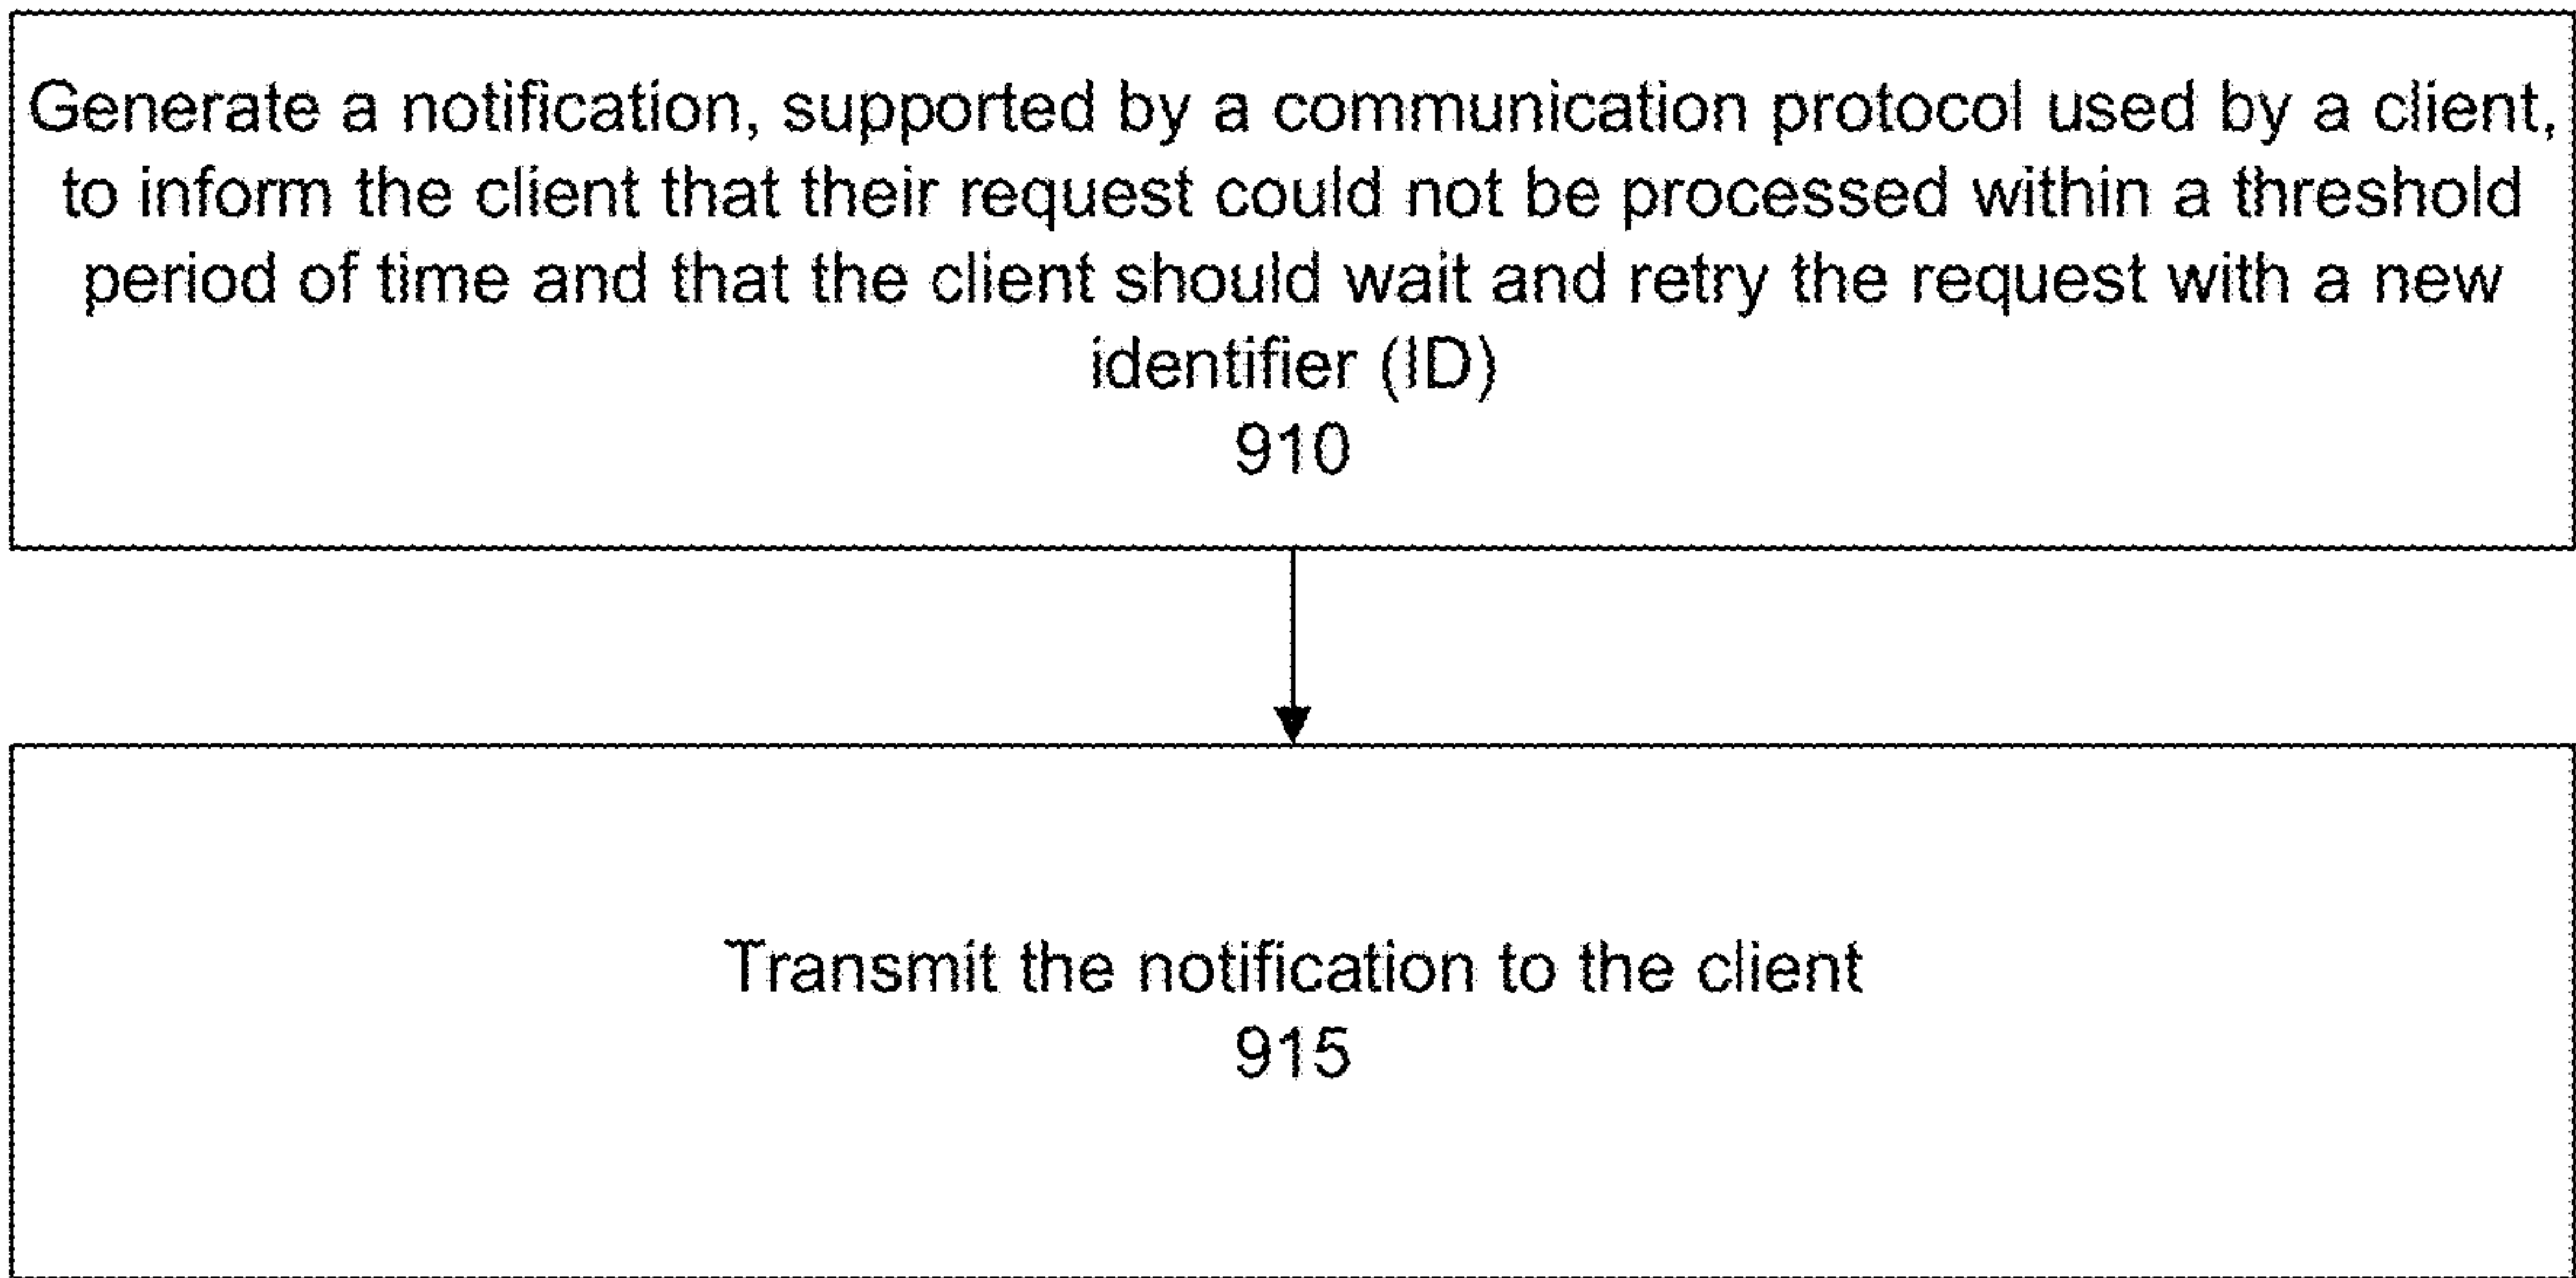 Generate a notification, supported by a communication protocol used by a client,
to inform the client that their request could not be processed within a threshold
period of time and that the client should wait and retry the request with a new
identifier (ID)
910
Transmit the notification to the client
915